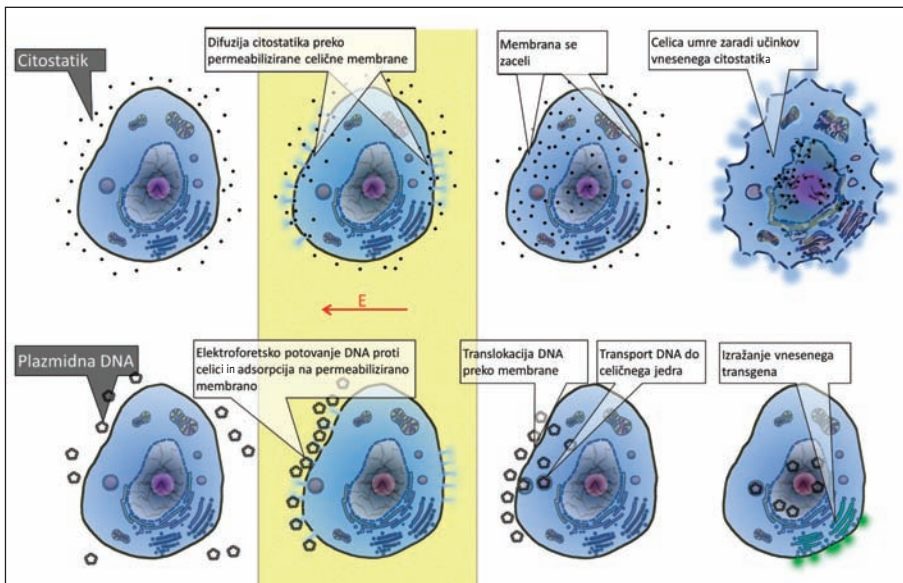 Citostatik
Difuzija citostatika preko
permeabilizirane celične membrane
Membrana se
zaceli
Celica umre zaradi učinkov
vnesenega citostatika
E
Plazmidna DNA
Elektroforetsko potovanje DNA proti
celici in adsorpcija na permeabilizirano
membrano
Translokacija DNA
preko membrane
Transport DNA do
celičnega jedra
Izražanje vnesenega
transgena